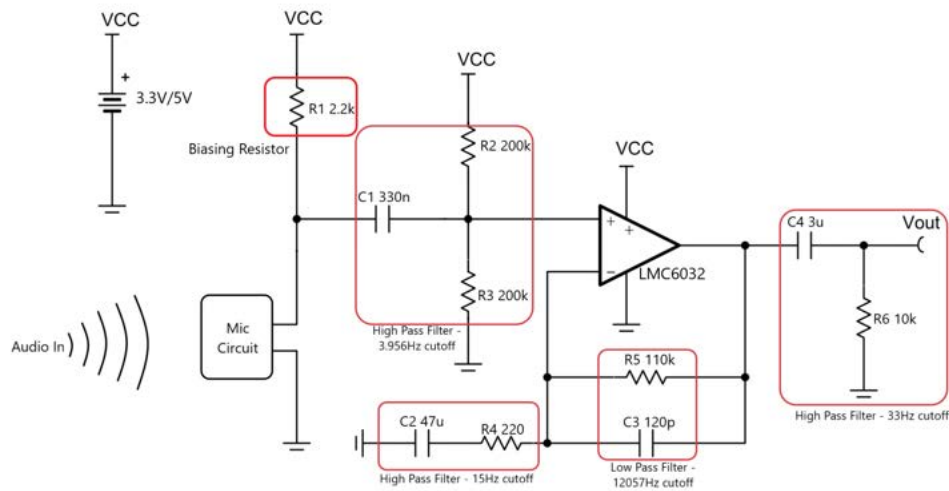 VCC
VCC
VCC
+
3.3V/5V
R1 2.2k
Biasing Resistor
R2 200k
VCC
C1 330n
+
+
−
LMC6032
C4 3u
Vout
R3 200k
R6 10k
High Pass Filter -
3.956Hz cutoff
Mic
Circuit
Audio In
R5 110k
C2 47u
R4 220
C3 120p
High Pass Filter - 33Hz cutoff
High Pass Filter - 15Hz cutoff
Low Pass Filter -
12057Hz cutoff